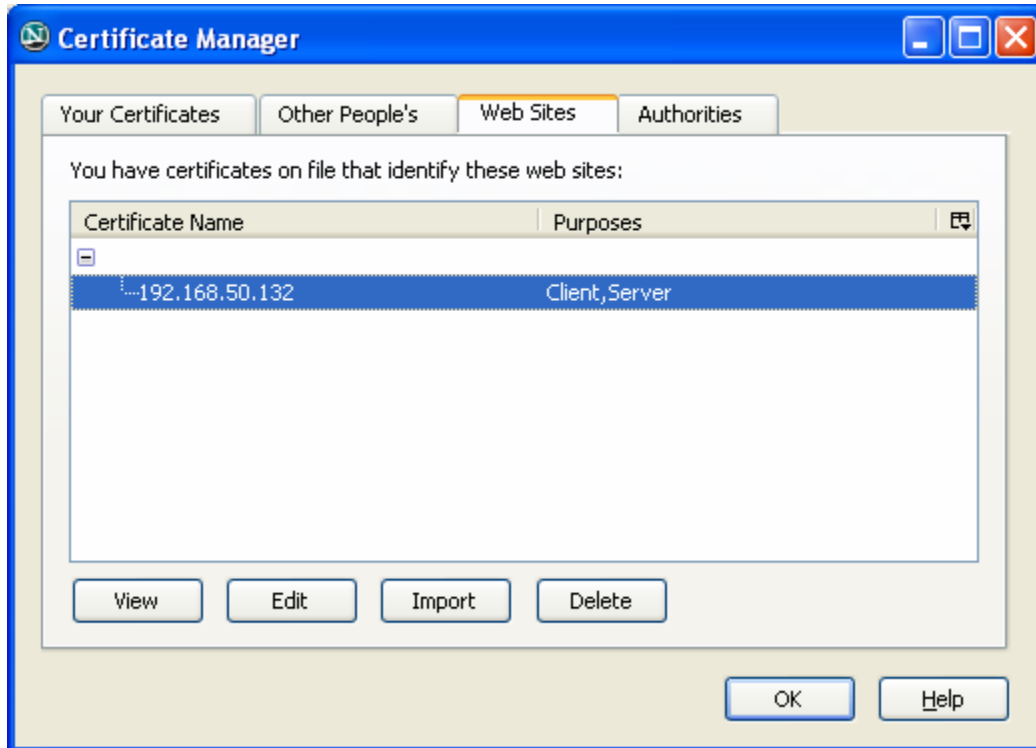 Certificate Manager
Your Certificates Other People's Web Sites Authorities
You have certificates on file that identify these web sites:
Certificate Name Purposes
192.168.50.132 Client,Server
View Edit Import Delete
OK Help